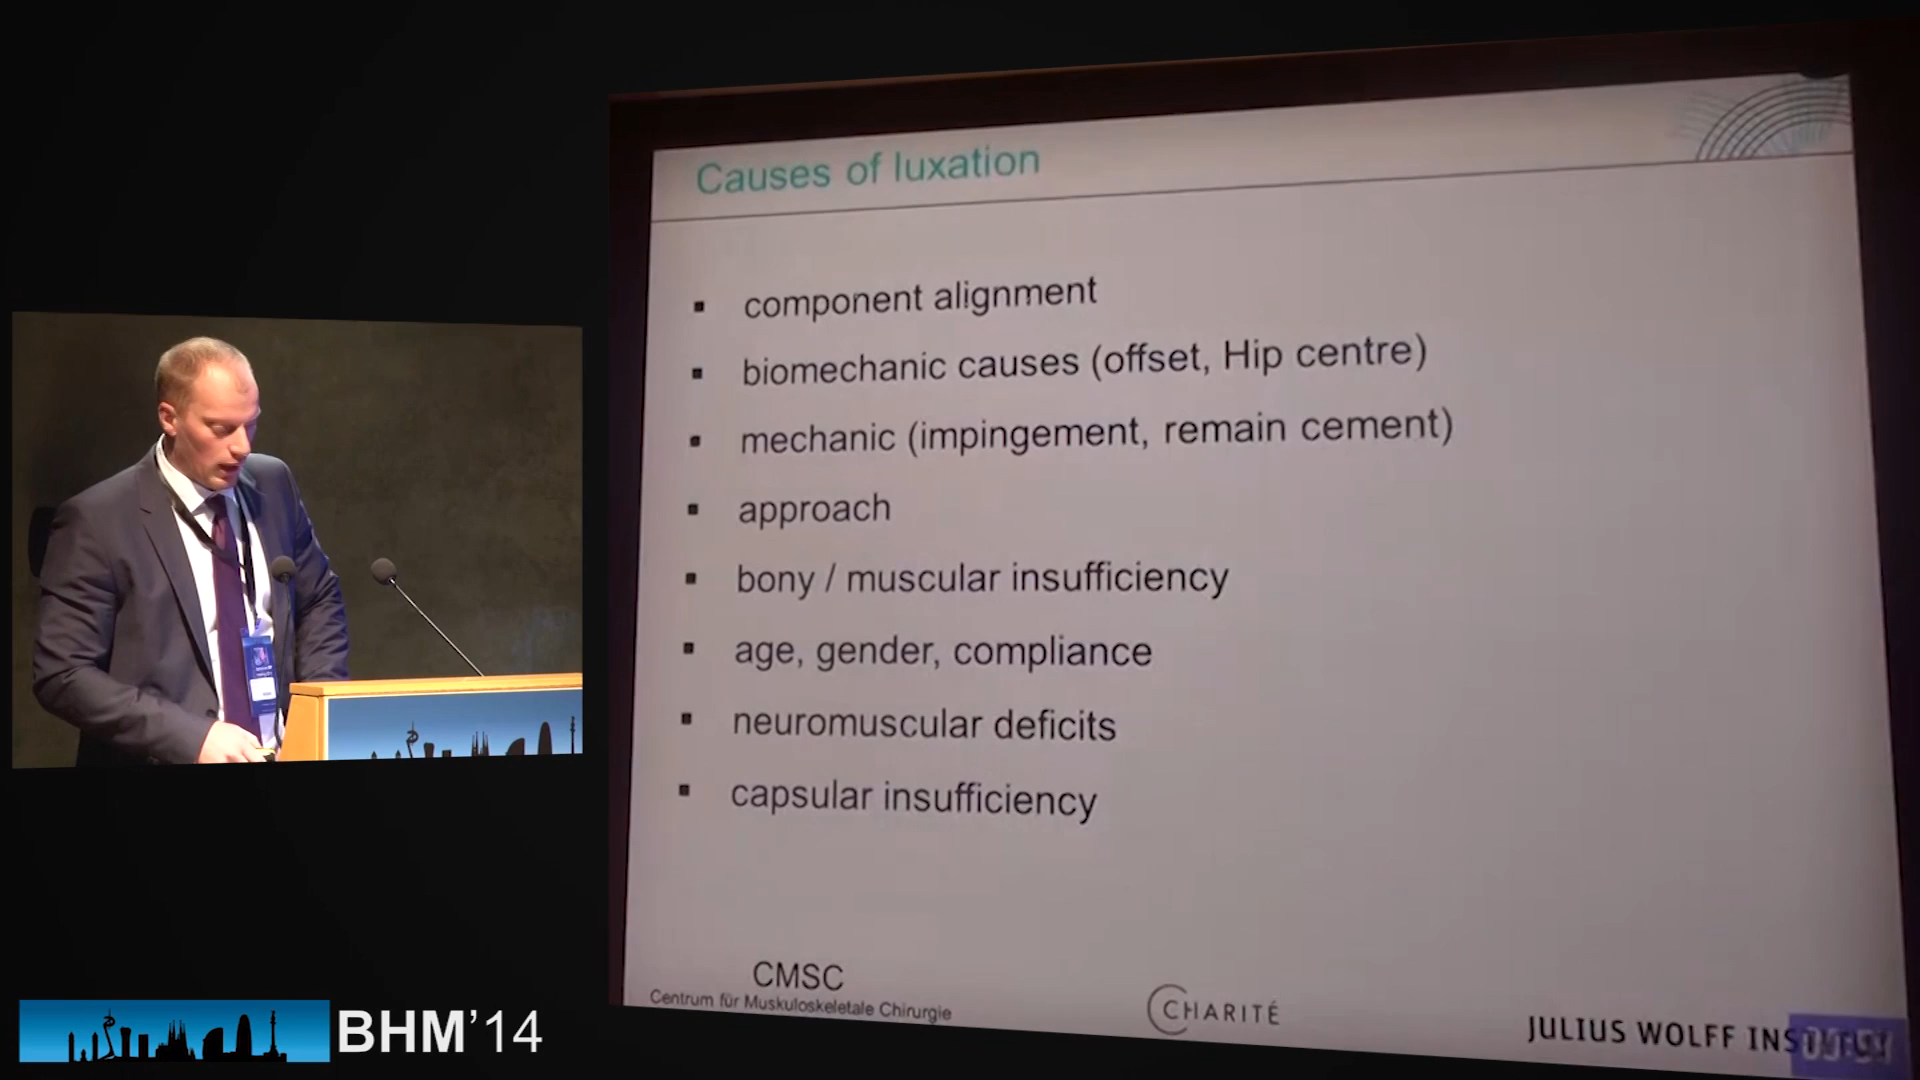 Causes of luxation
▪ component alignment
▪ biomechanic causes (offset, Hip centre)
▪ mechanic (impingement, remain cement)
▪ approach
▪ bony / muscular insufficiency
▪ age, gender, compliance
▪ neuromuscular deficits
▪ capsular insufficiency
CMSC
Centrum für Muskuloskeletale Chirurgie
CHARITÉ
JULIUS WOLFF
BHM'14